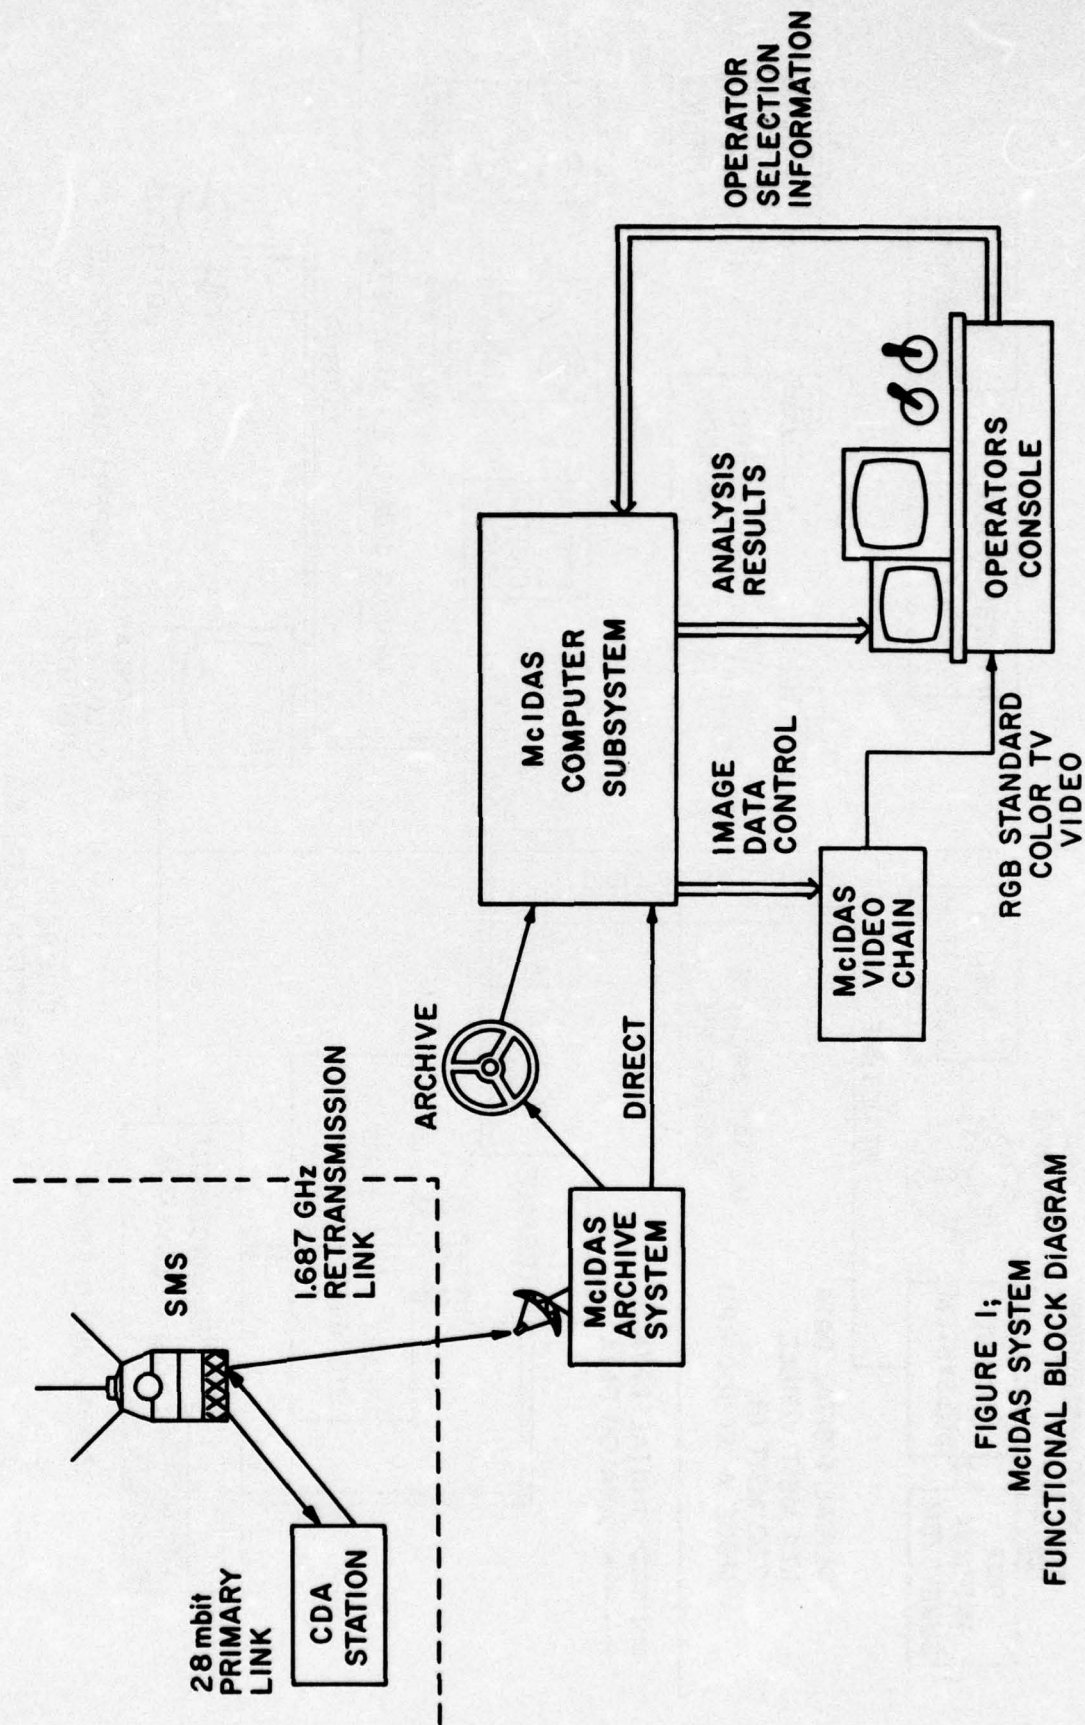 28mbit
PRIMARY
LINK
CDA
STATION
SMS
1.687 GHz
RETRANSMISSION
LINK
McIDAS
ARCHIVE
SYSTEM
ARCHIVE
DIRECT
McIDAS
COMPUTER
SUBSYSTEM
IMAGE
DATA
CONTROL
ANALYSIS
RESULTS
OPERATOR
SELECTION
INFORMATION
McIDAS
VIDEO
CHAIN
RGB STANDARD
COLOR TV
VIDEO
OPERATORS
CONSOLE
FIGURE 1;
McIDAS SYSTEM
FUNCTIONAL BLOCK DIAGRAM